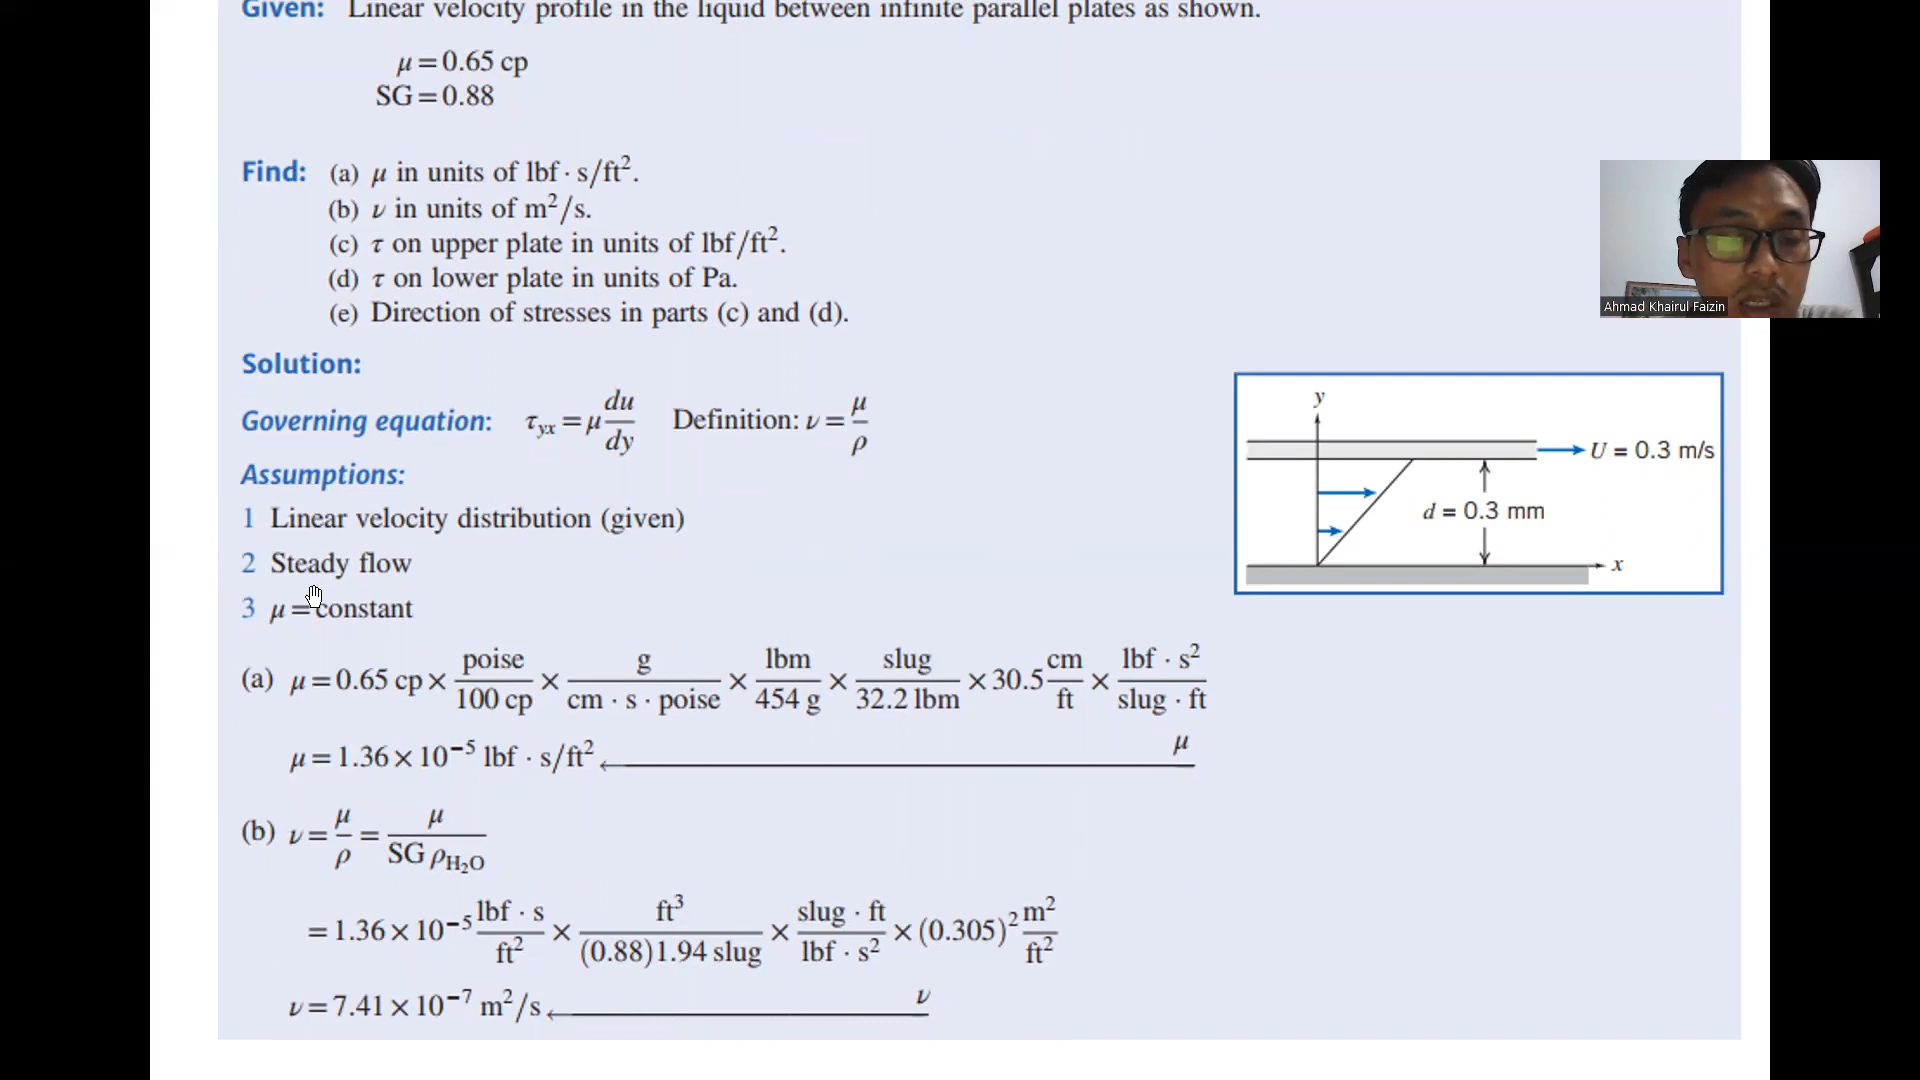 Given: Linear velocity profile in the liquid between infinite parallel plates as shown.
μ = 0.65 cp
SG = 0.88
Find: (a) μ in units of lbf · s/ft².
(b) ν in units of m²/s.
(c) τ on upper plate in units of lbf/ft².
(d) τ on lower plate in units of Pa.
(e) Direction of stresses in parts (c) and (d).
Ahmad Khairul Faizin
Solution:
Governing equation: τyx = μ du/dy Definition: ν = μ/ρ
Assumptions:
1 Linear velocity distribution (given)
2 Steady flow
3 μ = constant
y
U = 0.3 m/s
d = 0.3 mm
x
(a) μ = 0.65 cp × poise/100 cp × g/cm · s · poise × lbm/454 g × slug/32.2 lbm × 30.5 cm/ft × lbf · s²/slug · ft
μ = 1.36 × 10⁻⁵ lbf · s/ft² ← μ
(b) ν = μ/ρ = μ/SG ρH₂O
= 1.36 × 10⁻⁵ lbf · s/ft² × ft³/(0.88)1.94 slug × slug · ft/lbf · s² × (0.305)² m²/ft²
ν = 7.41 × 10⁻⁷ m²/s ← ν